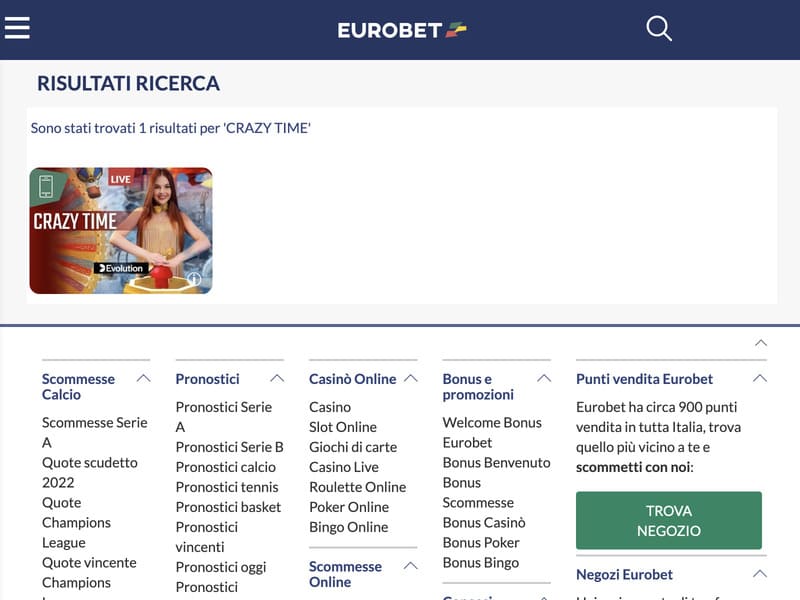 EUROBET
RISULTATI RICERCA
Sono stati trovati 1 risultati per 'CRAZY TIME'
LIVE
CRAZY TIME
Evolution
Scommesse
Calcio
Scommesse Serie
A
Quote scudetto
2022
Quote
Champions
League
Quote vincente
Champions
Pronostici
Pronostici Serie
A
Pronostici Serie B
Pronostici calcio
Pronostici tennis
Pronostici basket
Pronostici
vincenti
Pronostici oggi
Pronostici
Casinò Online
Casino
Slot Online
Giochi di carte
Casino Live
Roulette Online
Poker Online
Bingo Online
Scommesse
Online
Bonus e
promozioni
Welcome Bonus
Eurobet
Bonus Benvenuto
Bonus
Scommesse
Bonus Casinò
Bonus Poker
Bonus Bingo
Punti vendita Eurobet
Eurobet ha circa 900 punti
vendita in tutta Italia, trova
quello più vicino a te e
scommetti con noi:
TROVA
NEGOZIO
Negozi Eurobet